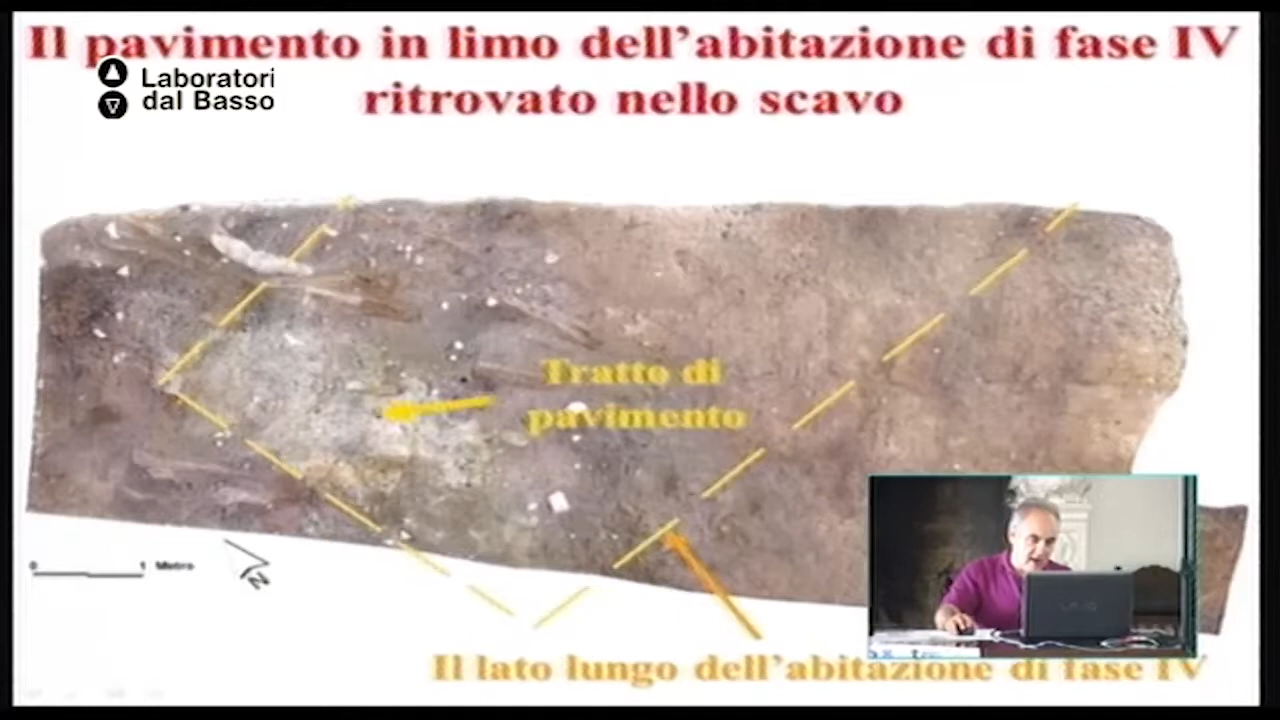 Il pavimento in limo dell'abitazione di fase IV
ritrovato nello scavo
Laboratori
dal Basso
Tratto di
pavimento
0 1 Metro
N
VAIO
Il lato lungo dell'abitazione di fase IV